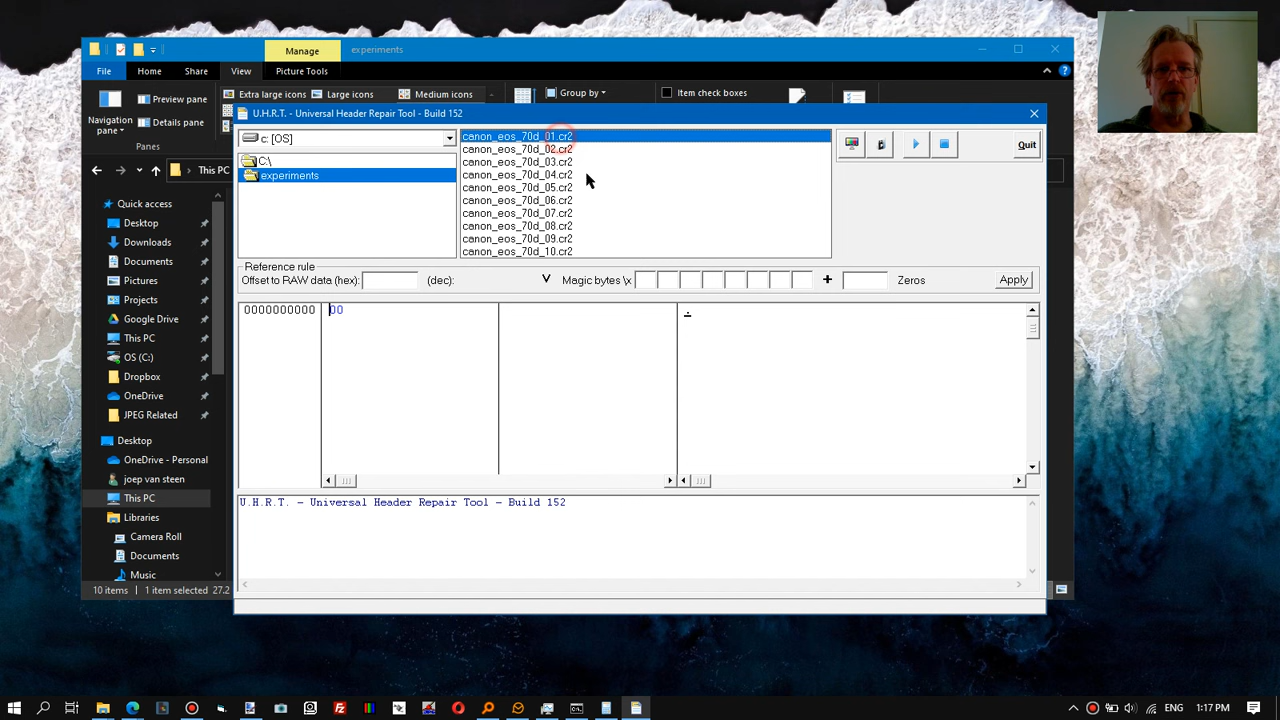 Manage
experiments
File
Home
Share
View
Picture Tools
Navigation
pane
Preview pane
Details pane
Panes
Extra large icons
Large icons
Medium icons
Group by
Item check boxes
U.H.R.T. - Universal Header Repair Tool - Build 152
c: [OS]
C:\
experiments
canon_eos_70d_01.cr2
canon_eos_70d_02.cr2
canon_eos_70d_03.cr2
canon_eos_70d_04.cr2
canon_eos_70d_05.cr2
canon_eos_70d_06.cr2
canon_eos_70d_07.cr2
canon_eos_70d_08.cr2
canon_eos_70d_09.cr2
canon_eos_70d_10.cr2
Quit
This PC
Reference rule
Offset to RAW data (hex):
(dec):
V
Magic bytes \x
+
Zeros
Apply
0000000000
00
.
U.H.R.T. - Universal Header Repair Tool - Build 152
Quick access
Desktop
Downloads
Documents
Pictures
Projects
Google Drive
This PC
OS (C:)
Dropbox
OneDrive
JPEG Related
Desktop
OneDrive - Personal
joep van steen
This PC
Libraries
Camera Roll
Documents
Music
10 items
1 item selected
27.2
ENG
1:17 PM